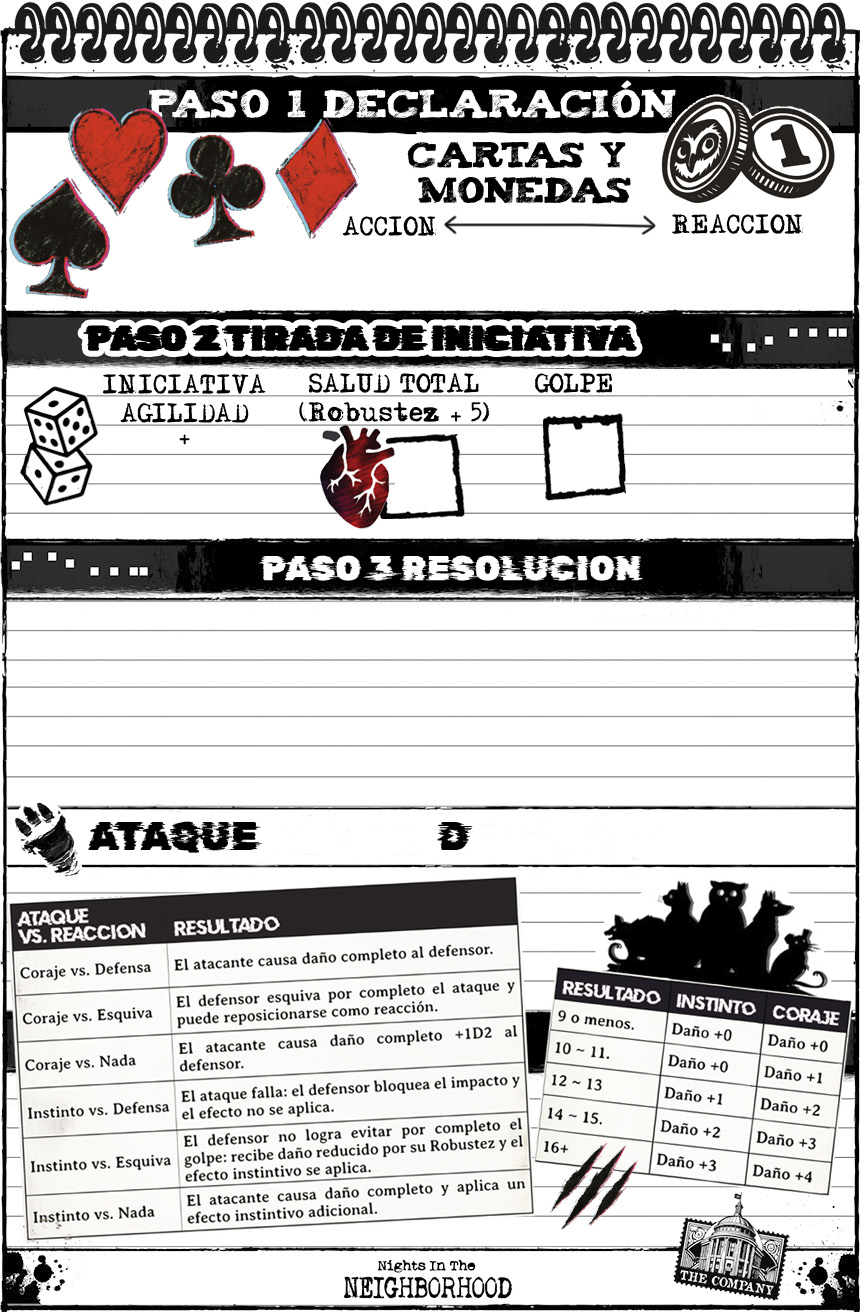 PASO 1 DECLARACIÓN
CARTAS Y
MONEDAS
1
ACCION
REACCION
PASO 2 TIRADA DE INICIATIVA
INICIATIVA
AGILIDAD
+
SALUD TOTAL
(Robustez + 5)
GOLPE
PASO 3 RESOLUCION
ATAQUE
D
ATAQUE
VS. REACCION
RESULTADO
Coraje vs. Defensa
El atacante causa daño completo al defensor.
Coraje vs. Esquiva
El defensor esquiva por completo el ataque y
puede reposicionarse como reacción.
Coraje vs. Nada
El atacante causa daño completo +1D2 al
defensor.
Instinto vs. Defensa
El ataque falla: el defensor bloquea el impacto y
el efecto no se aplica.
Instinto vs. Esquiva
El defensor no logra evitar por completo el
golpe: recibe daño reducido por su Robustez y el
efecto instintivo se aplica.
Instinto vs. Nada
El atacante causa daño completo y aplica un
efecto instintivo adicional.
RESULTADO INSTINTO CORAJE
9 o menos. Daño +0 Daño +0
10 ~ 11. Daño +0 Daño +1
12 ~ 13 Daño +1 Daño +2
14 ~ 15. Daño +2 Daño +3
16+ Daño +3 Daño +4
THE COMPANY
Nights In The
NEIGHBORHOOD